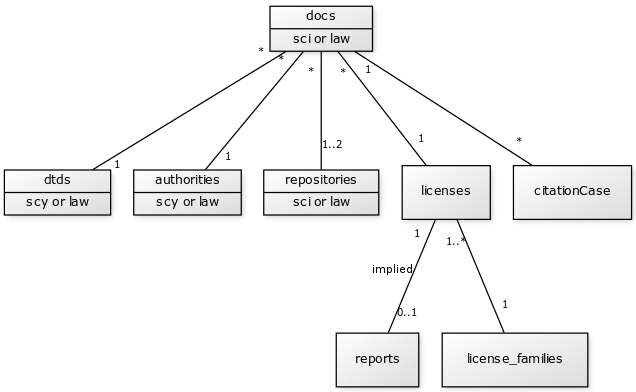 docs
sci or law
* * * * 1
1 1 1..2 1 *
dtds authorities repositories licenses citationCase
scy or law scy or law sci or law
1 1..*
implied
0..1 1
reports license_families